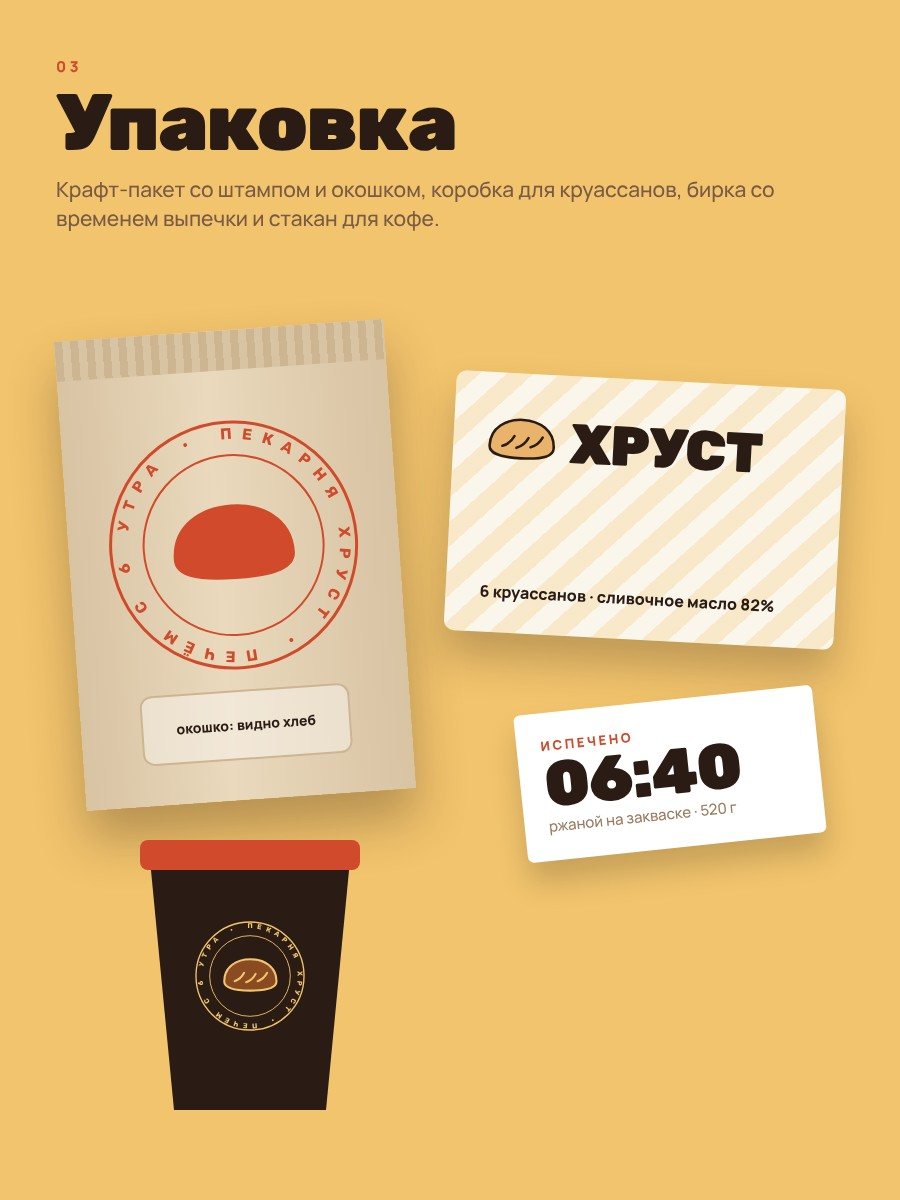 03
Упаковка
Крафт-пакет со штампом и окошком, коробка для круассанов, бирка со
временем выпечки и стакан для кофе.
ПЕКАРНЯ ХРУСТ · ПЕЧЁМ С 6 УТРА ·
окошко: видно хлеб
ХРУСТ
6 круассанов · сливочное масло 82%
ИСПЕЧЕНО
06:40
ржаной на закваске · 520 г
ПЕКАРНЯ ХРУСТ · ПЕЧЁМ С 6 УТРА ·